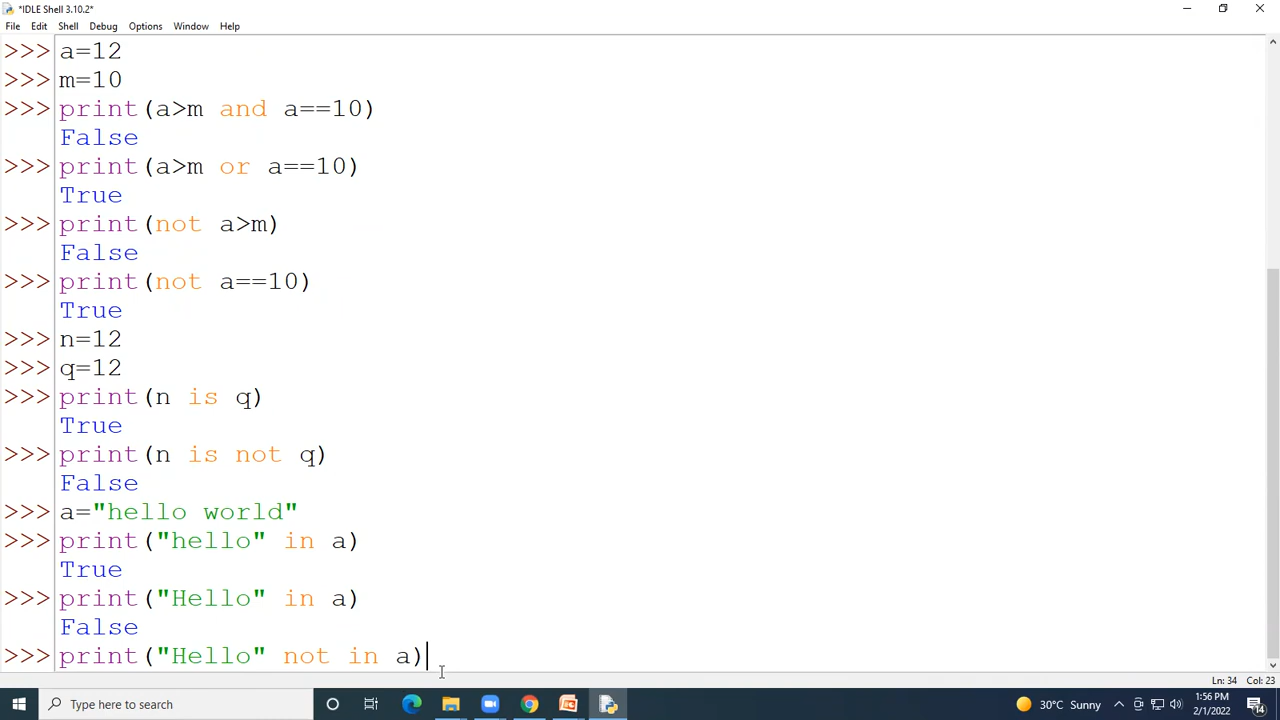 *IDLE Shell 3.10.2*
File Edit Shell Debug Options Window Help
>>> a=12
>>> m=10
>>> print(a>m and a==10)
False
>>> print(a>m or a==10)
True
>>> print(not a>m)
False
>>> print(not a==10)
True
>>> n=12
>>> q=12
>>> print(n is q)
True
>>> print(n is not q)
False
>>> a="hello world"
>>> print("hello" in a)
True
>>> print("Hello" in a)
False
>>> print("Hello" not in a)
Ln: 34 Col: 23
Type here to search
30°C Sunny
1:56 PM
2/1/2022
14